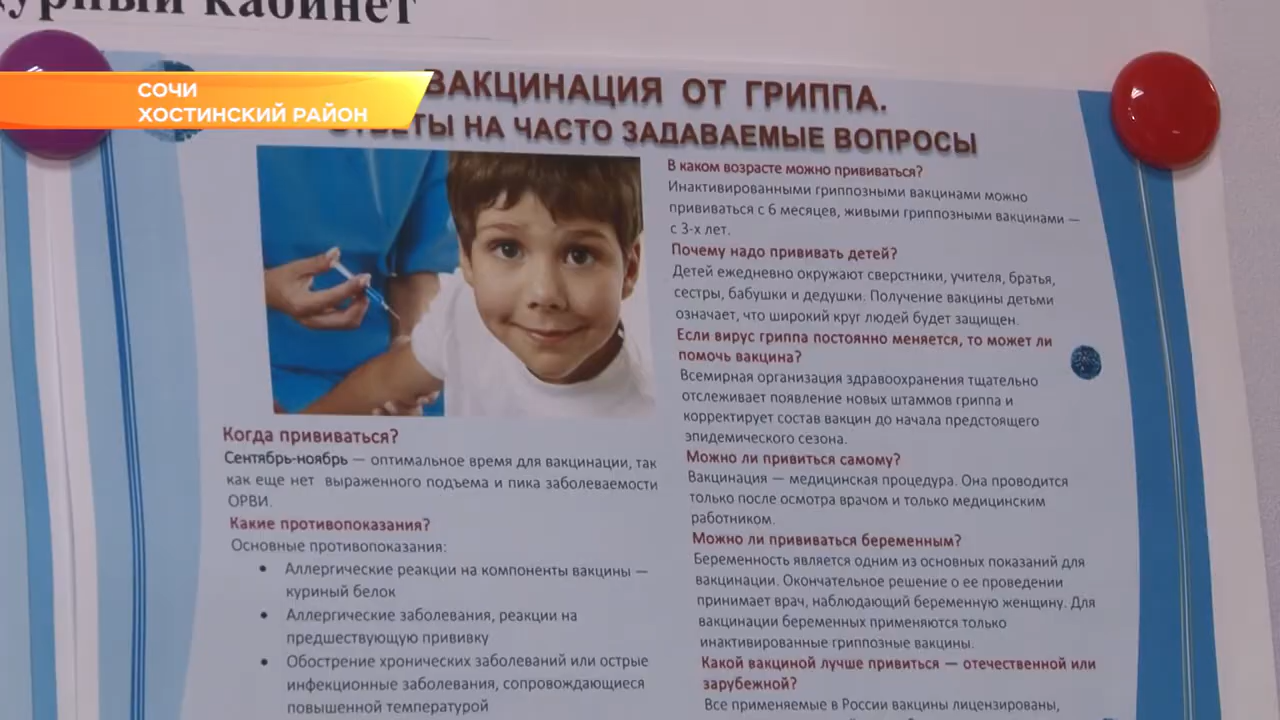 кабинет
СОЧИ
ХОСТИНСКИЙ РАЙОН
ВАКЦИНАЦИЯ ОТ ГРИППА.
ОТВЕТЫ НА ЧАСТО ЗАДАВАЕМЫЕ ВОПРОСЫ
Когда прививаться?
Сентябрь-ноябрь — оптимальное время для вакцинации, так
как еще нет выраженного подъема и пика заболеваемости
ОРВИ.
Какие противопоказания?
Основные противопоказания:
• Аллергические реакции на компоненты вакцины —
куриный белок
• Аллергические заболевания, реакции на
предшествующую прививку
• Обострение хронических заболеваний или острые
инфекционные заболевания, сопровождающиеся
повышенной температурой
В каком возрасте можно прививаться?
Инактивированными гриппозными вакцинами можно
прививаться с 6 месяцев, живыми гриппозными вакцинами —
с 3-х лет.
Почему надо прививать детей?
Детей ежедневно окружают сверстники, учителя, братья,
сестры, бабушки и дедушки. Получение вакцины детьми
означает, что широкий круг людей будет защищен.
Если вирус гриппа постоянно меняется, то может ли
помочь вакцина?
Всемирная организация здравоохранения тщательно
отслеживает появление новых штаммов гриппа и
корректирует состав вакцин до начала предстоящего
эпидемического сезона.
Можно ли привиться самому?
Вакцинация — медицинская процедура. Она проводится
только после осмотра врачом и только медицинским
работником.
Можно ли прививаться беременным?
Беременность является одним из основных показаний для
вакцинации. Окончательное решение о ее проведении
принимает врач, наблюдающий беременную женщину. Для
вакцинации беременных применяются только
инактивированные гриппозные вакцины.
Какой вакциной лучше привиться — отечественной или
зарубежной?
Все применяемые в России вакцины лицензированы,